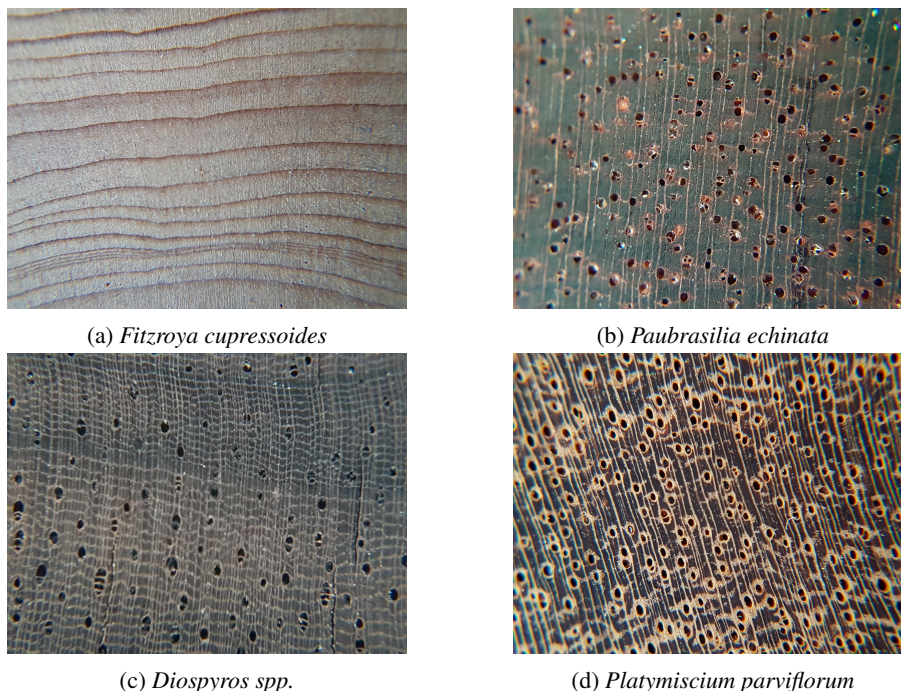 (a) Fitzroya cupressoides
(b) Paubrasilia echinata
(c) Diospyros spp.
(d) Platymiscium parviflorum